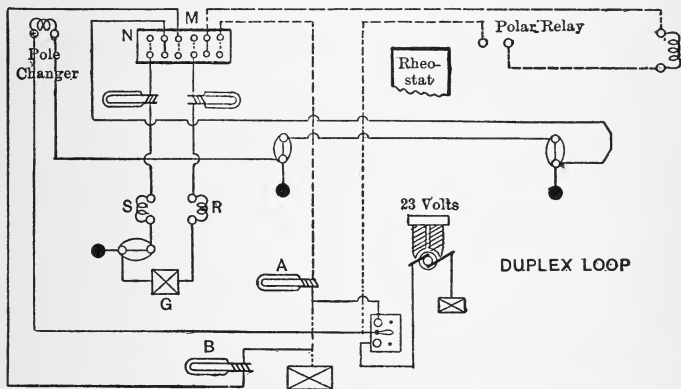 M
N
Pole
Changer
Polar Relay
Rheo-
stat
S
R
G
A
B
23 Volts
DUPLEX LOOP